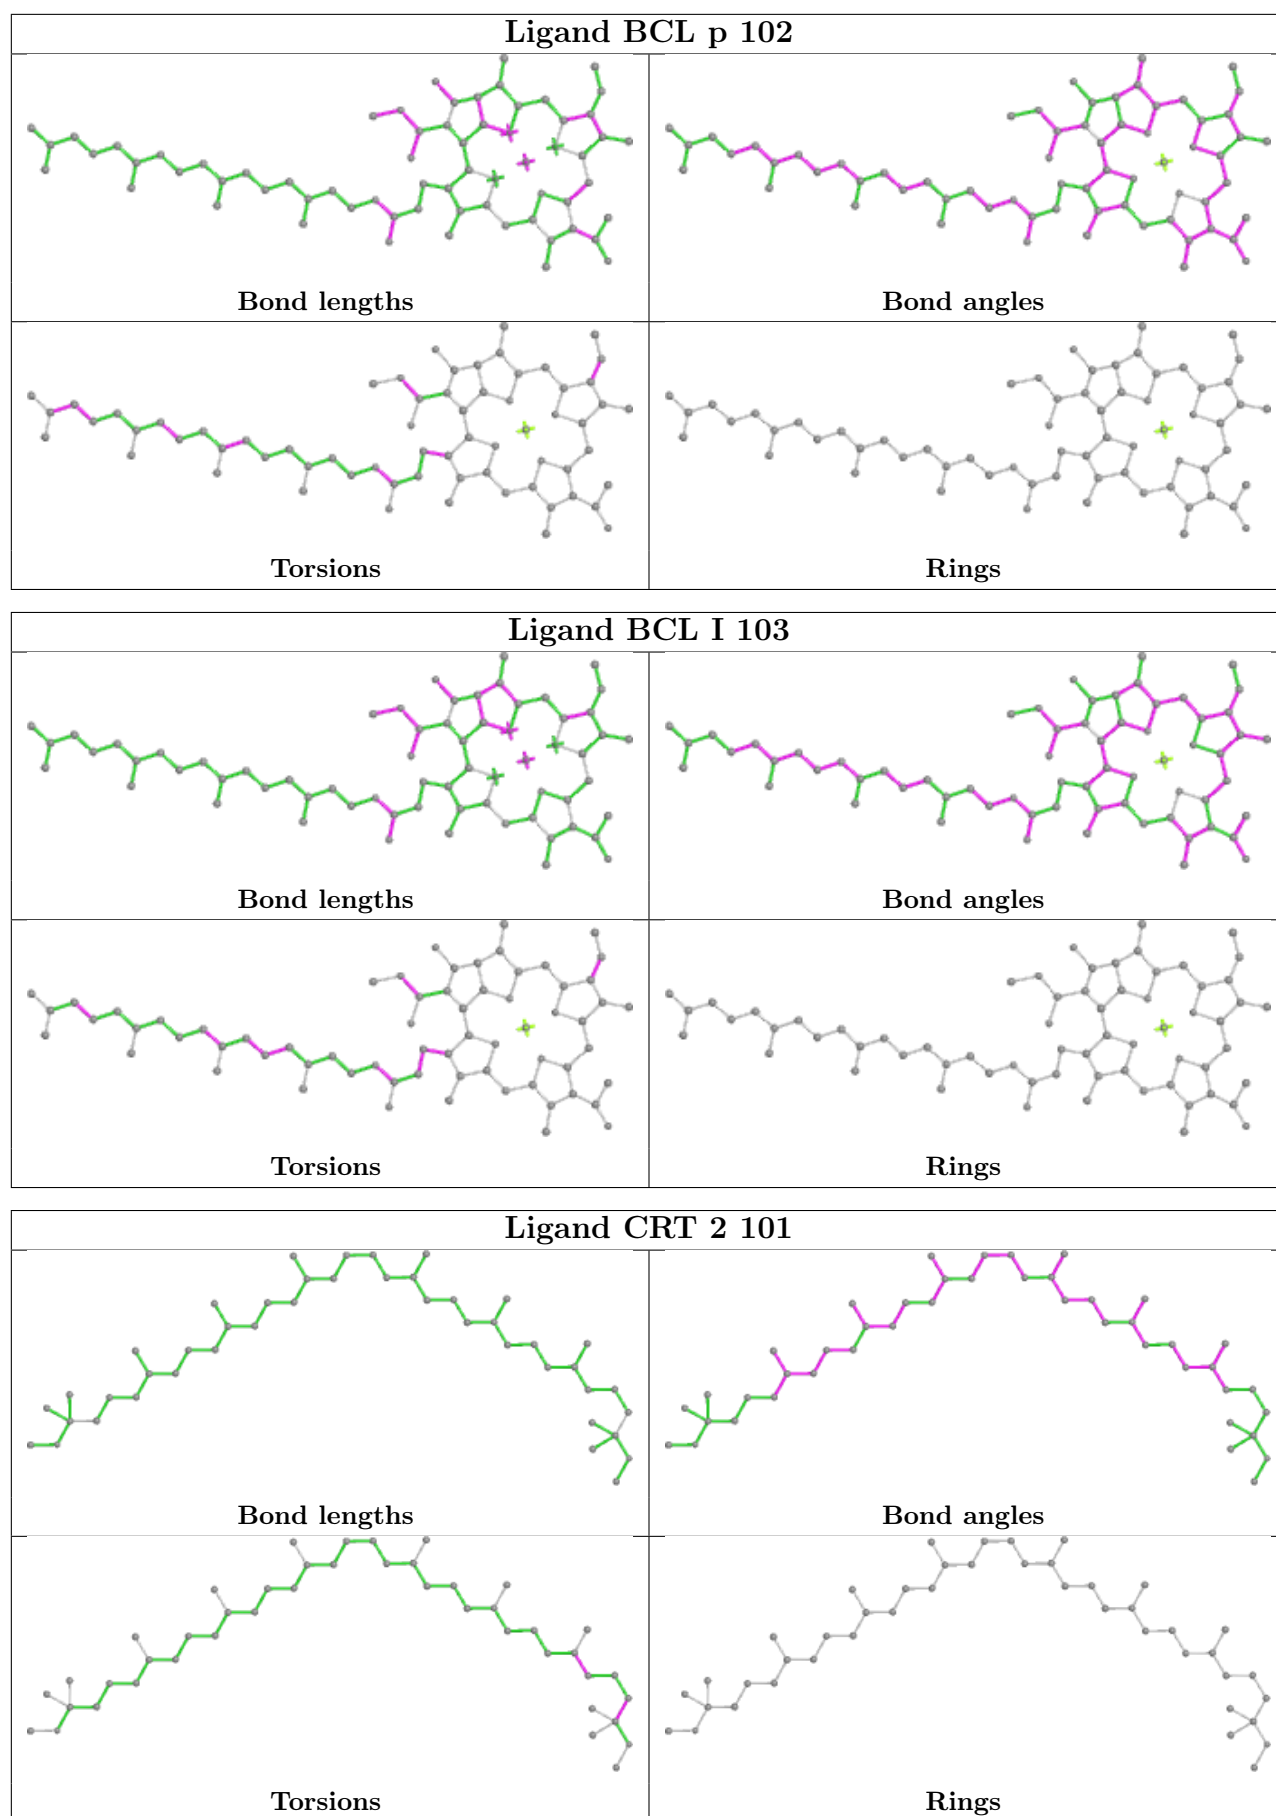 Ligand BCL p 102
Bond lengths
Bond angles
Torsions
Rings
Ligand BCL I 103
Bond lengths
Bond angles
Torsions
Rings
Ligand CRT 2 101
Bond lengths
Bond angles
Torsions
Rings